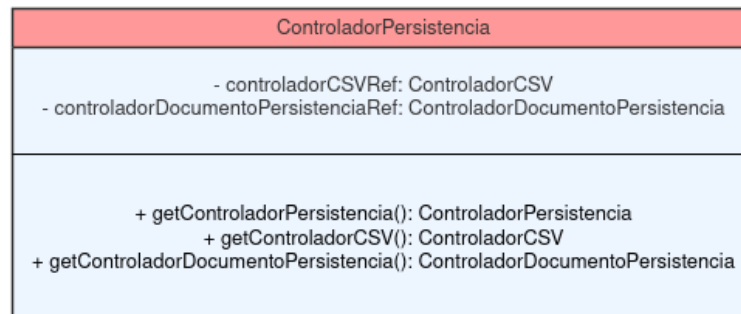 ControladorPersistencia
- controladorCSVRef: ControladorCSV
- controladorDocumentoPersistenciaRef: ControladorDocumentoPersistencia
+ getControladorPersistencia(): ControladorPersistencia
+ getControladorCSV(): ControladorCSV
+ getControladorDocumentoPersistencia(): ControladorDocumentoPersistencia